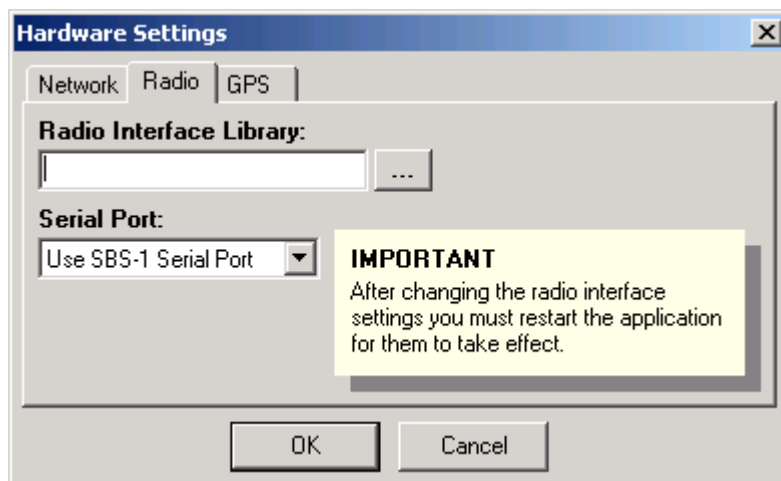 Hardware Settings
Network
Radio
GPS
Radio Interface Library:
...
Serial Port:
Use SBS-1 Serial Port
IMPORTANT
After changing the radio interface
settings you must restart the application
for them to take effect.
OK
Cancel